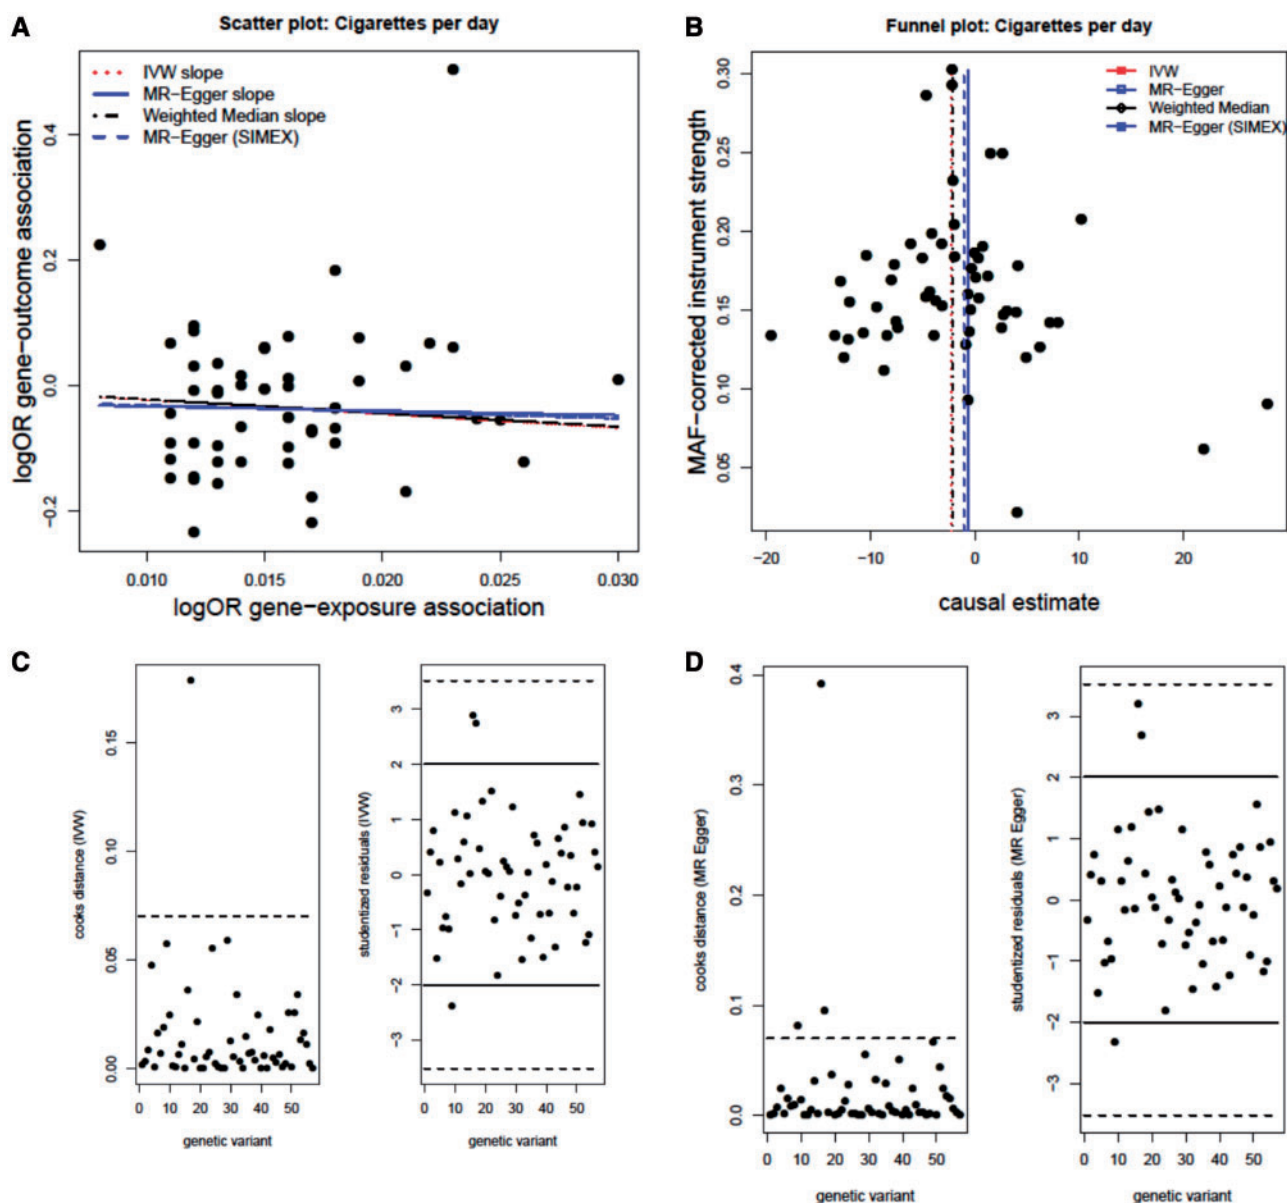 A
Scatter plot: Cigarettes per day
IVW slope
MR−Egger slope
Weighted Median slope
MR−Egger (SIMEX)
logOR gene−outcome association
0.4
0.2
0.0
−0.2
0.010 0.015 0.020 0.025 0.030
logOR gene−exposure association
B
Funnel plot: Cigarettes per day
IVW
MR−Egger
Weighted Median
MR−Egger (SIMEX)
MAF−corrected instrument strength
0.30
0.25
0.20
0.15
0.10
0.05
−20 −10 0 10 20
causal estimate
C
cooks distance (IVW)
0.15
0.10
0.05
0.00
0 10 20 30 40 50
genetic variant
studentized residuals (IVW)
3
2
1
0
−1
−2
−3
0 10 20 30 40 50
genetic variant
D
cooks distance (MR Egger)
0.4
0.3
0.2
0.1
0.0
0 10 20 30 40 50
genetic variant
studentized residuals (MR Egger)
3
2
1
0
−1
−2
−3
0 10 20 30 40 50
genetic variant